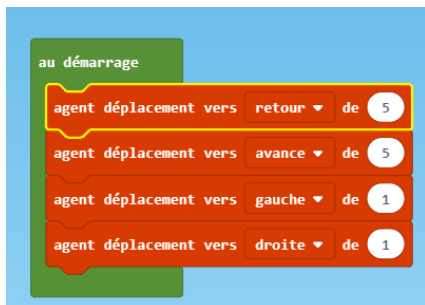 au démarrage
agent déplacement vers retour de 5
agent déplacement vers avance de 5
agent déplacement vers gauche de 1
agent déplacement vers droite de 1